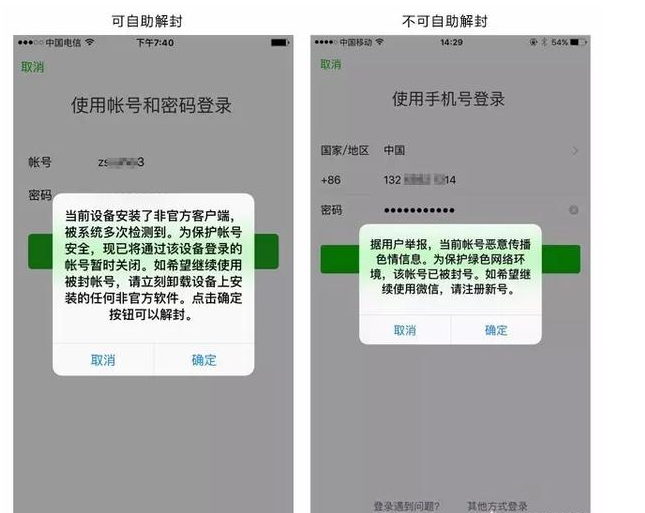 可自助解封
不可自助解封
中国电信
下午7:40
取消
使用帐号和密码登录
帐号
zs
3
密码
当前设备安装了非官方客户端，
被系统多次检测到。为保护帐号
安全，现已将通过该设备登录的
帐号暂时关闭。如希望继续使用
被封帐号，请立刻卸载设备上安
装的任何非官方软件。点击确定
按钮可以解封。
取消
确定
中国移动
14:29
54%
取消
使用手机号登录
国家/地区
中国
+86
132
14
密码
据用户举报，当前帐号恶意传播
色情信息。为保护绿色网络环
境，该帐号已被封号。如希望继
续使用微信，请注册新号。
取消
确定
登录遇到问题?
其他方式登录